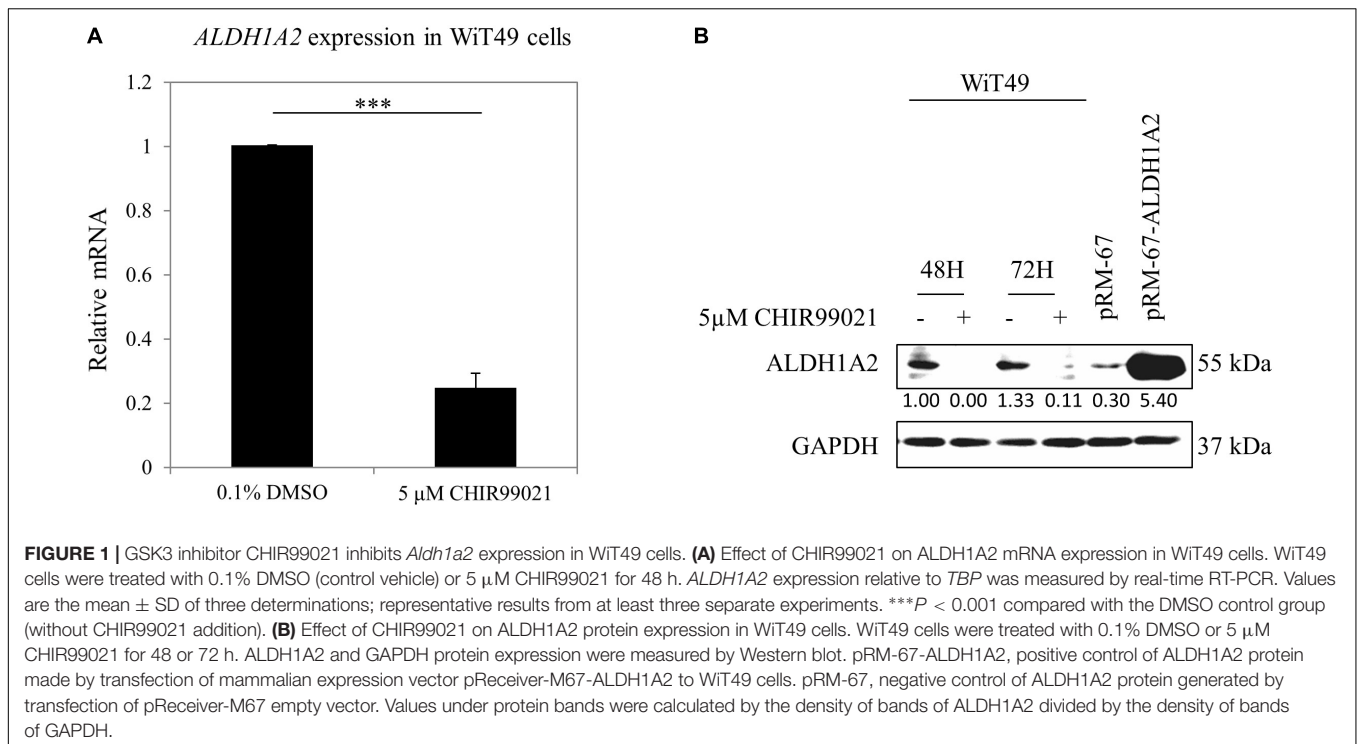 A
ALDH1A2 expression in WiT49 cells
1.2
1
0.8
0.6
0.4
0.2
0
Relative mRNA
***
0.1% DMSO
5 µM CHIR99021
B
WiT49
48H
72H
pRM-67
pRM-67-ALDH1A2
5µM CHIR99021
- + - +
ALDH1A2
55 kDa
1.00 0.00 1.33 0.11 0.30 5.40
GAPDH
37 kDa
FIGURE 1 | GSK3 inhibitor CHIR99021 inhibits Aldh1a2 expression in WiT49 cells. (A) Effect of CHIR99021 on ALDH1A2 mRNA expression in WiT49 cells. WiT49
cells were treated with 0.1% DMSO (control vehicle) or 5 µM CHIR99021 for 48 h. ALDH1A2 expression relative to TBP was measured by real-time RT-PCR. Values
are the mean ± SD of three determinations; representative results from at least three separate experiments. ***P < 0.001 compared with the DMSO control group
(without CHIR99021 addition). (B) Effect of CHIR99021 on ALDH1A2 protein expression in WiT49 cells. WiT49 cells were treated with 0.1% DMSO or 5 µM
CHIR99021 for 48 or 72 h. ALDH1A2 and GAPDH protein expression were measured by Western blot. pRM-67-ALDH1A2, positive control of ALDH1A2 protein
made by transfection of mammalian expression vector pReceiver-M67-ALDH1A2 to WiT49 cells. pRM-67, negative control of ALDH1A2 protein generated by
transfection of pReceiver-M67 empty vector. Values under protein bands were calculated by the density of bands of ALDH1A2 divided by the density of bands
of GAPDH.